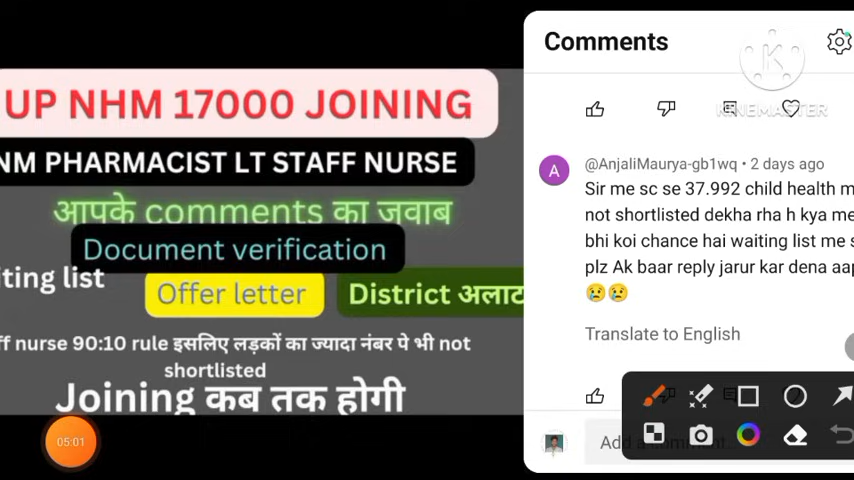 UP NHM 17000 JOINING
NM PHARMACIST LT STAFF NURSE
आपके comments का जवाब
Document verification
iting list
Offer letter
District अलाट
ff nurse 90:10 rule इसलिए लड़कों का ज्यादा नंबर पे भी not
shortlisted
Joining कब तक होगी
05:01
Comments
KINEMASTER
@AnjaliMaurya-gb1wq • 2 days ago
Sir me sc se 37.992 child health m
not shortlisted dekha rha h kya me
bhi koi chance hai waiting list me s
plz Ak baar reply jarur kar dena aap
😢😢
Translate to English
Add a comment...